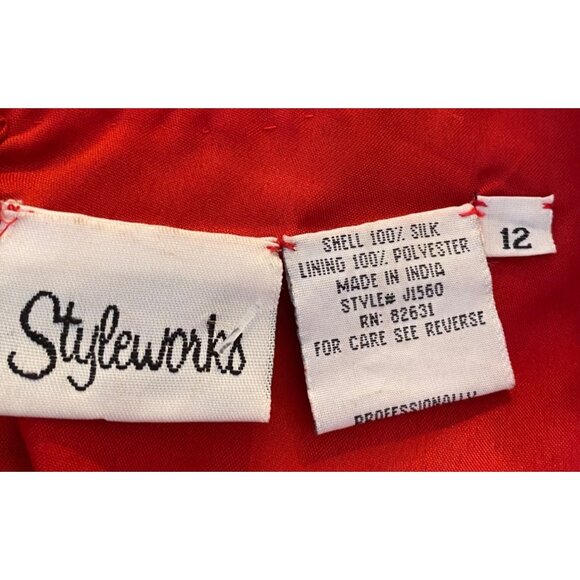 Styleworks
SHELL 100% SILK
LINING 100% POLYESTER
MADE IN INDIA
STYLE# J1560
RN: 82631
FOR CARE SEE REVERSE
PROFESSIONALLY
12